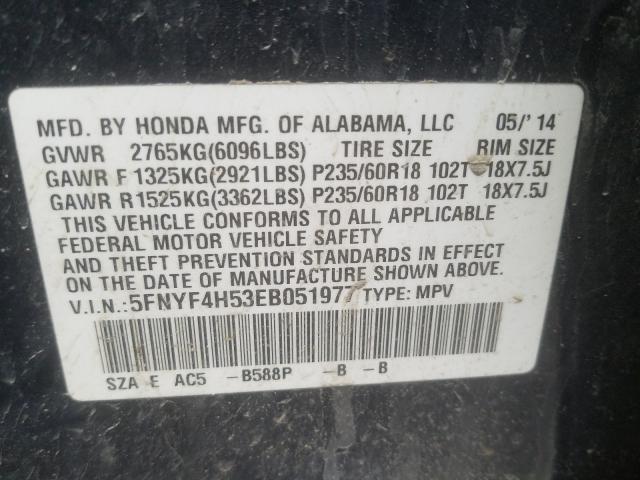 MFD. BY HONDA MFG. OF ALABAMA, LLC 05/'14
GVWR 2765KG(6096LBS) TIRE SIZE RIM SIZE
GAWR F 1325KG(2921LBS) P235/60R18 102T 18X7.5J
GAWR R1525KG(3362LBS) P235/60R18 102T 18X7.5J
THIS VEHICLE CONFORMS TO ALL APPLICABLE
FEDERAL MOTOR VEHICLE SAFETY
AND THEFT PREVENTION STANDARDS IN EFFECT
ON THE DATE OF MANUFACTURE SHOWN ABOVE.
V.I.N.:5FNYF4H53EB051977 TYPE: MPV
SZA E AC5 -B588P -B -B